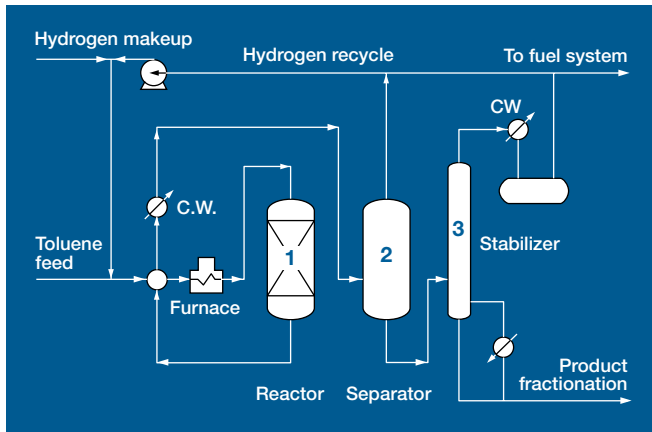 Hydrogen makeup
Hydrogen recycle
To fuel system
CW
C.W.
1
2
3
Stabilizer
Toluene
feed
Furnace
Product
fractionation
Reactor
Separator